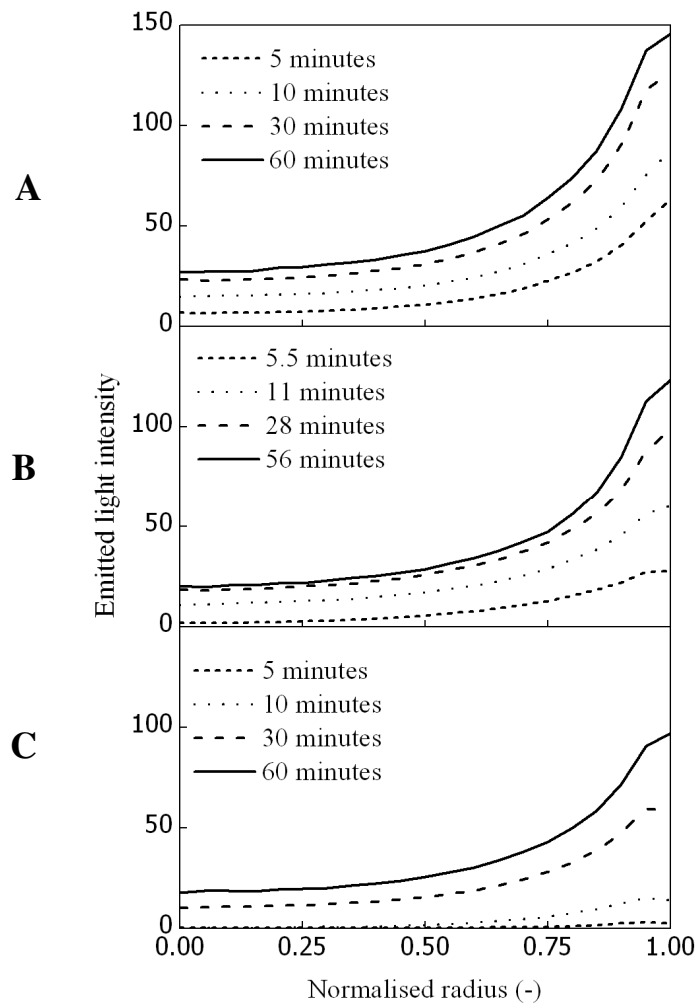 150
5 minutes
10 minutes
100
30 minutes
60 minutes
A
50
0
5.5 minutes
11 minutes
100
28 minutes
56 minutes
B
50
0
Emitted light intensity
5 minutes
10 minutes
100
30 minutes
C
60 minutes
50
0
0.00 0.25 0.50 0.75 1.00
Normalised radius (-)